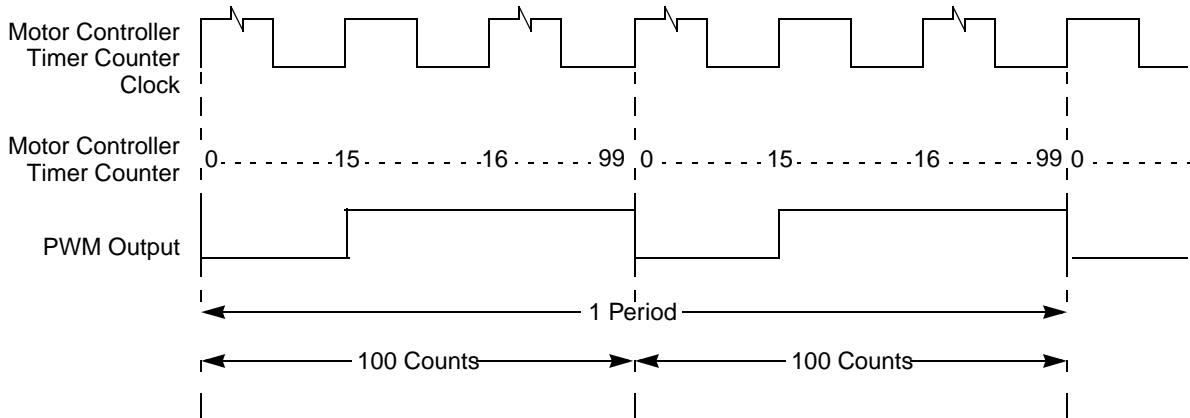 Motor Controller
Timer Counter
Clock
Motor Controller
Timer Counter
0 15 16 99 0 15 16 99 0
PWM Output
1 Period
100 Counts 100 Counts